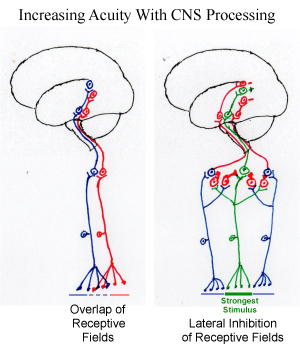 Increasing Acuity With CNS Processing
- 
+
-
Overlap of
Receptive
Fields
Strongest
Stimulus
Lateral Inhibition
of Receptive Fields